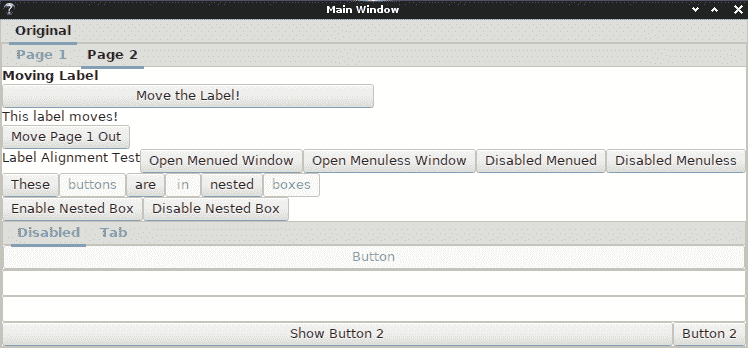 Main Window
Original
Page 1 Page 2
Moving Label
Move the Label!
This label moves!
Move Page 1 Out
Label Alignment Test Open Menued Window Open Menuless Window Disabled Menued Disabled Menuless
These buttons are in nested boxes
Enable Nested Box Disable Nested Box
Disabled Tab
Button
Show Button 2 Button 2